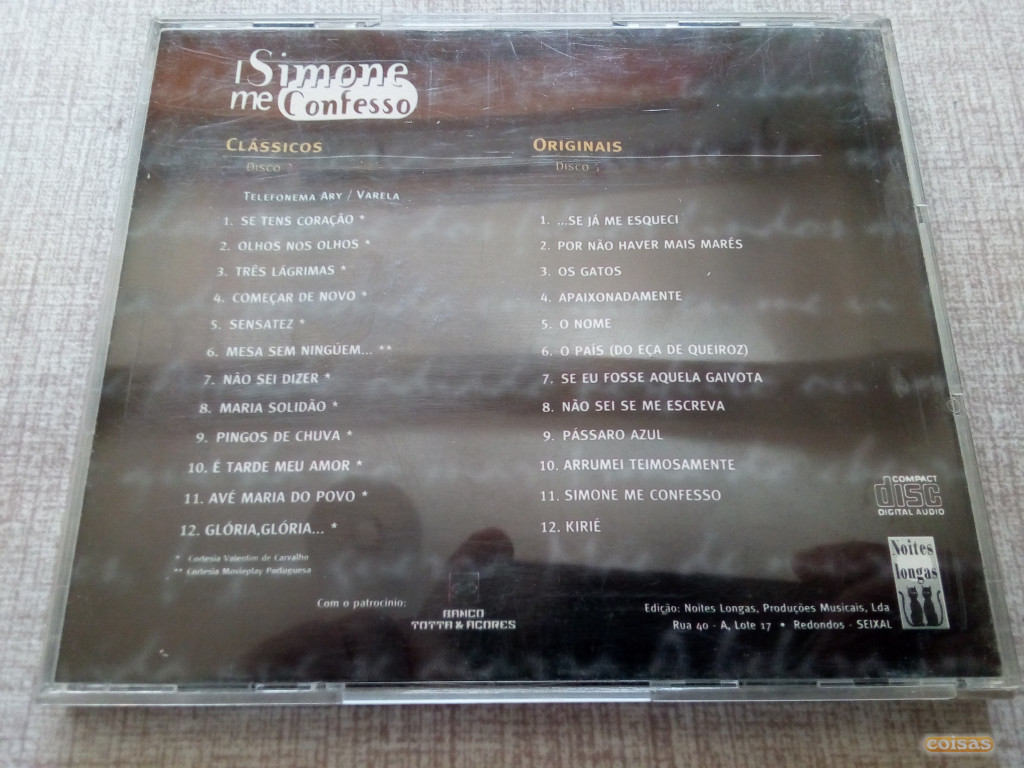 Simone
me Confesso
CLÁSSICOS
DISCO 2
TELEFONEMA ARY / VARELA
1. SE TENS CORAÇÃO *
2. OLHOS NOS OLHOS *
3. TRÊS LÁGRIMAS *
4. COMEÇAR DE NOVO *
5. SENSATEZ *
6. MESA SEM NINGÚEM... **
7. NÃO SEI DIZER *
8. MARIA SOLIDÃO *
9. PINGOS DE CHUVA *
10. É TARDE MEU AMOR *
11. AVÉ MARIA DO POVO *
12. GLÓRIA,GLÓRIA... *
* Cortesia Valentim de Carvalho
** Cortesia Movieplay Portuguesa
ORIGINAIS
DISCO 1
1. ...SE JÁ ME ESQUECI
2. POR NÃO HAVER MAIS MARÉS
3. OS GATOS
4. APAIXONADAMENTE
5. O NOME
6. O PAÍS (DO EÇA DE QUEIROZ)
7. SE EU FOSSE AQUELA GAIVOTA
8. NÃO SEI SE ME ESCREVA
9. PÁSSARO AZUL
10. ARRUMEI TEIMOSAMENTE
11. SIMONE ME CONFESSO
12. KIRIÉ
COMPACT
disc
DIGITAL AUDIO
Noites
longas
Com o patrocínio:
BANCO
TOTTA & AÇORES
Edição: Noites Longas, Produções Musicais, Lda
Rua 40 - A, Lote 17 • Redondos - SEIXAL
coisas